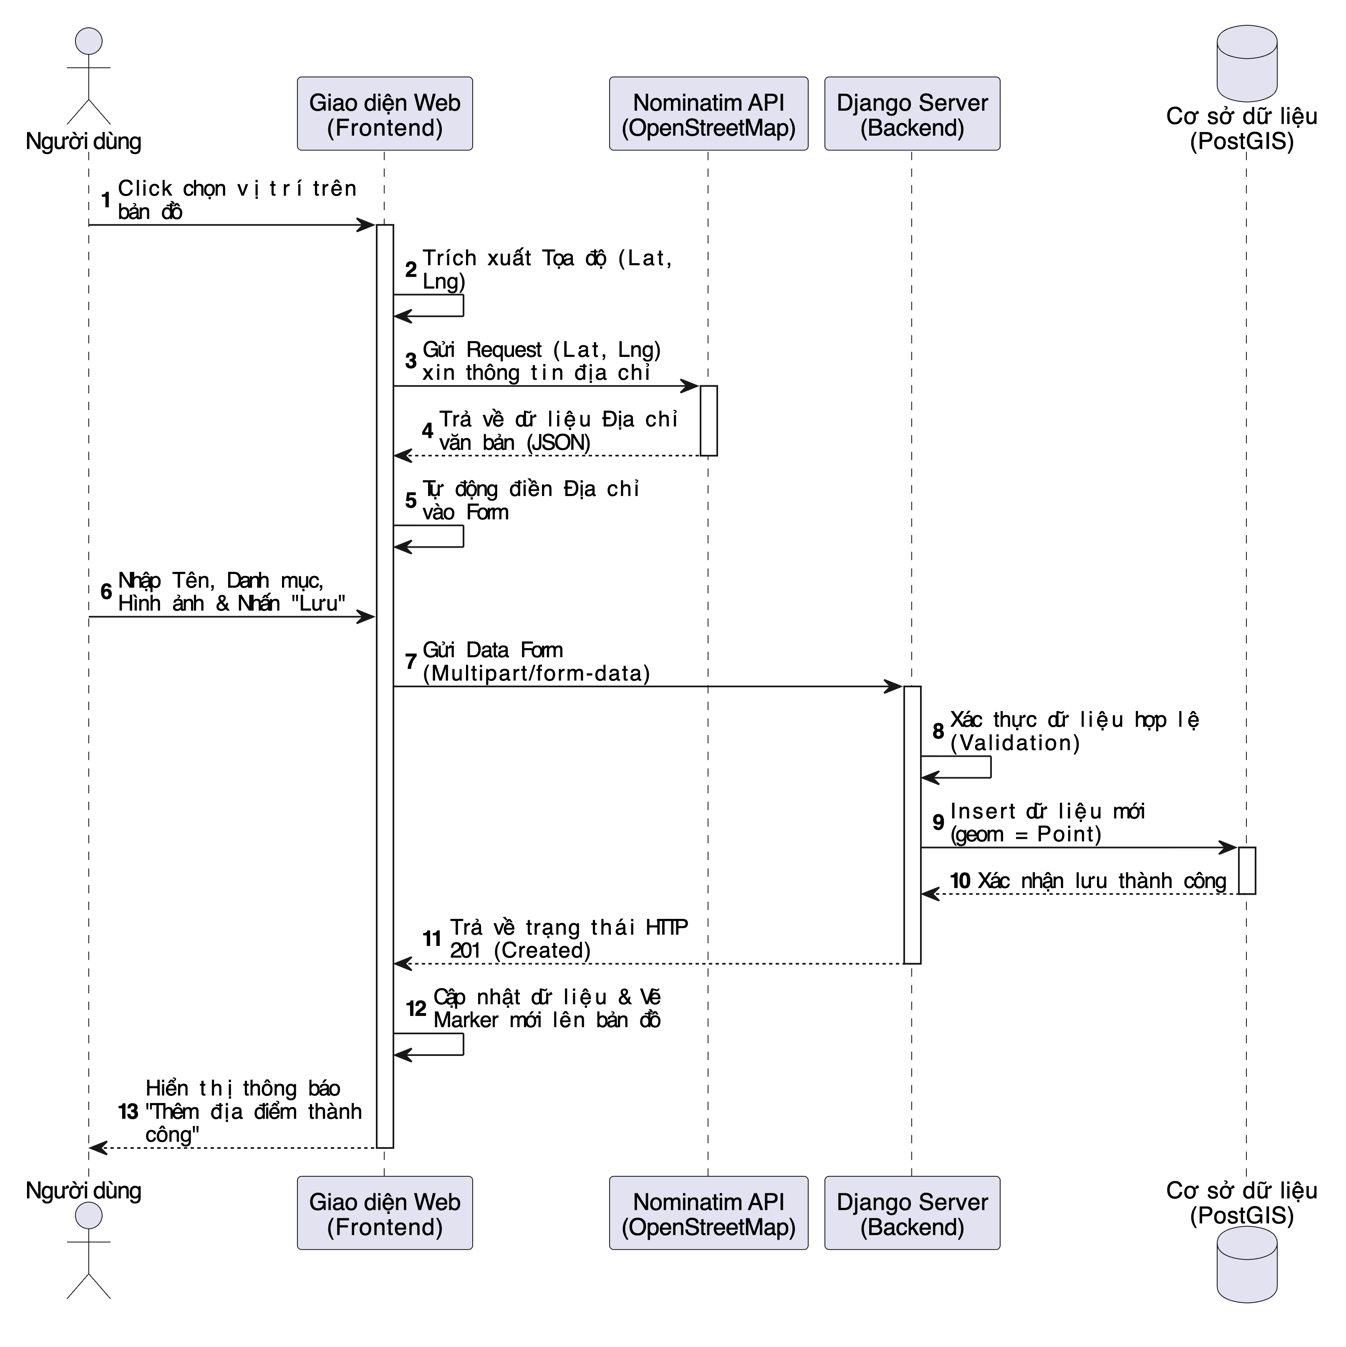 Người dùng
Giao diện Web
(Frontend)
Nominatim API
(OpenStreetMap)
Django Server
(Backend)
Cơ sở dữ liệu
(PostGIS)
1 Click chọn vị trí trên
bản đồ
2 Trích xuất Tọa độ (Lat,
Lng)
3 Gửi Request (Lat, Lng)
xin thông tin địa chỉ
4 Trả về dữ liệu Địa chỉ
văn bản (JSON)
5 Tự động điền Địa chỉ
vào Form
6 Nhập Tên, Danh mục,
Hình ảnh & Nhấn "Lưu"
7 Gửi Data Form
(Multipart/form-data)
8 Xác thực dữ liệu hợp lệ
(Validation)
9 Insert dữ liệu mới
(geom = Point)
10 Xác nhận lưu thành công
11 Trả về trạng thái HTTP
201 (Created)
12 Cập nhật dữ liệu & Vẽ
Marker mới lên bản đồ
13 Hiển thị thông báo
"Thêm địa điểm thành
công"
Người dùng
Giao diện Web
(Frontend)
Nominatim API
(OpenStreetMap)
Django Server
(Backend)
Cơ sở dữ liệu
(PostGIS)